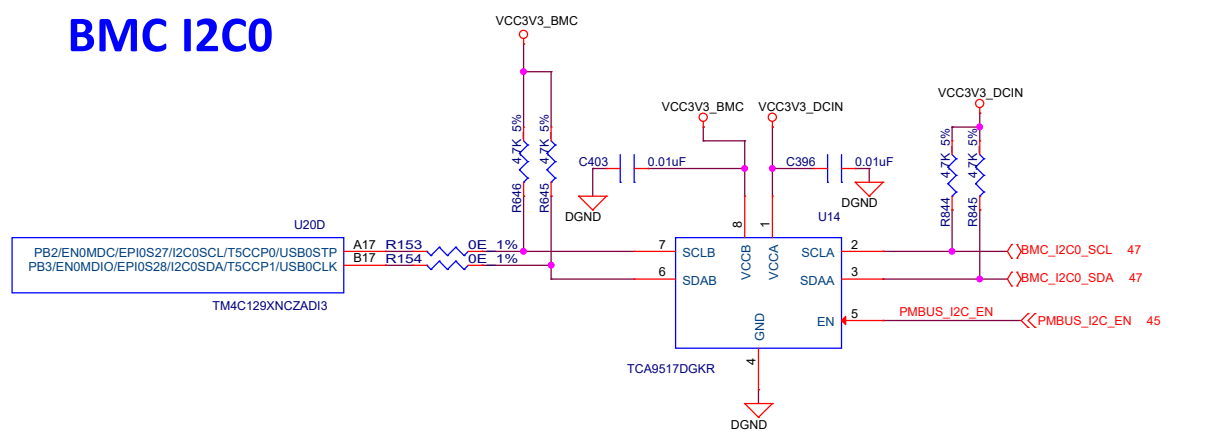 BMC I2C0
VCC3V3_BMC
VCC3V3_BMC
VCC3V3_DCIN
VCC3V3_DCIN
4.7K 5%
4.7K 5%
4.7K 5%
4.7K 5%
R646
R645
R844
R845
C403
0.01uF
C396
0.01uF
DGND
DGND
U20D
U14
8
1
PB2/EN0MDC/EPI0S27/I2C0SCL/T5CCP0/USB0STP
A17
R153
0E_1%
7
SCLB
VCCB
VCCA
SCLA
2
BMC_I2C0_SCL 47
PB3/EN0MDIO/EPI0S28/I2C0SDA/T5CCP1/USB0CLK
B17
R154
0E_1%
6
SDAB
SDAA
3
BMC_I2C0_SDA 47
TM4C129XNCZADI3
GND
EN
5
PMBUS_I2C_EN
PMBUS_I2C_EN 45
4
TCA9517DGKR
DGND